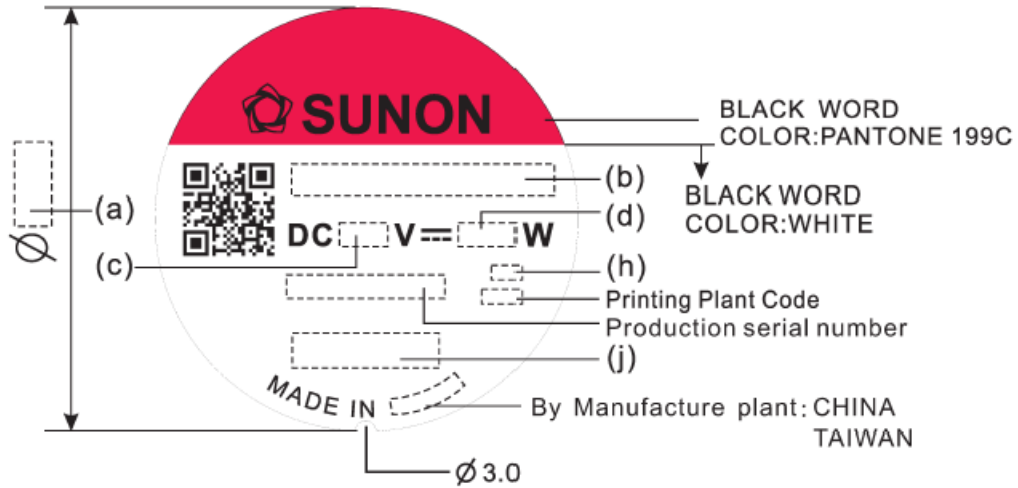 SUNON
BLACK WORD
COLOR:PANTONE 199C
(b)
BLACK WORD
COLOR:WHITE
(a)
(d)
DC V W
(c)
(h)
Printing Plant Code
Production serial number
(j)
MADE IN
By Manufacture plant: CHINA
TAIWAN
Ø
Ø 3.0